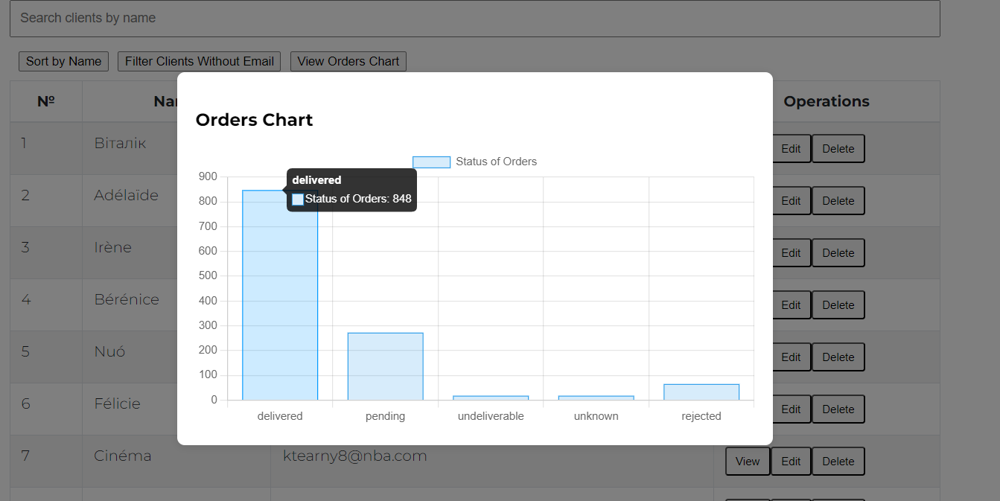 Search clients by name
Sort by Name Filter Clients Without Email View Orders Chart
№ Nar Operations
Orders Chart
Status of Orders
delivered
Status of Orders: 848
900
800
700
600
500
400
300
200
100
0
delivered pending undeliverable unknown rejected
1 Віталік Edit Delete
2 Adélaïde Edit Delete
3 Irène Edit Delete
4 Bérénice Edit Delete
5 Nuó Edit Delete
6 Félicie Edit Delete
7 Cinéma ktearny8@nba.com View Edit Delete